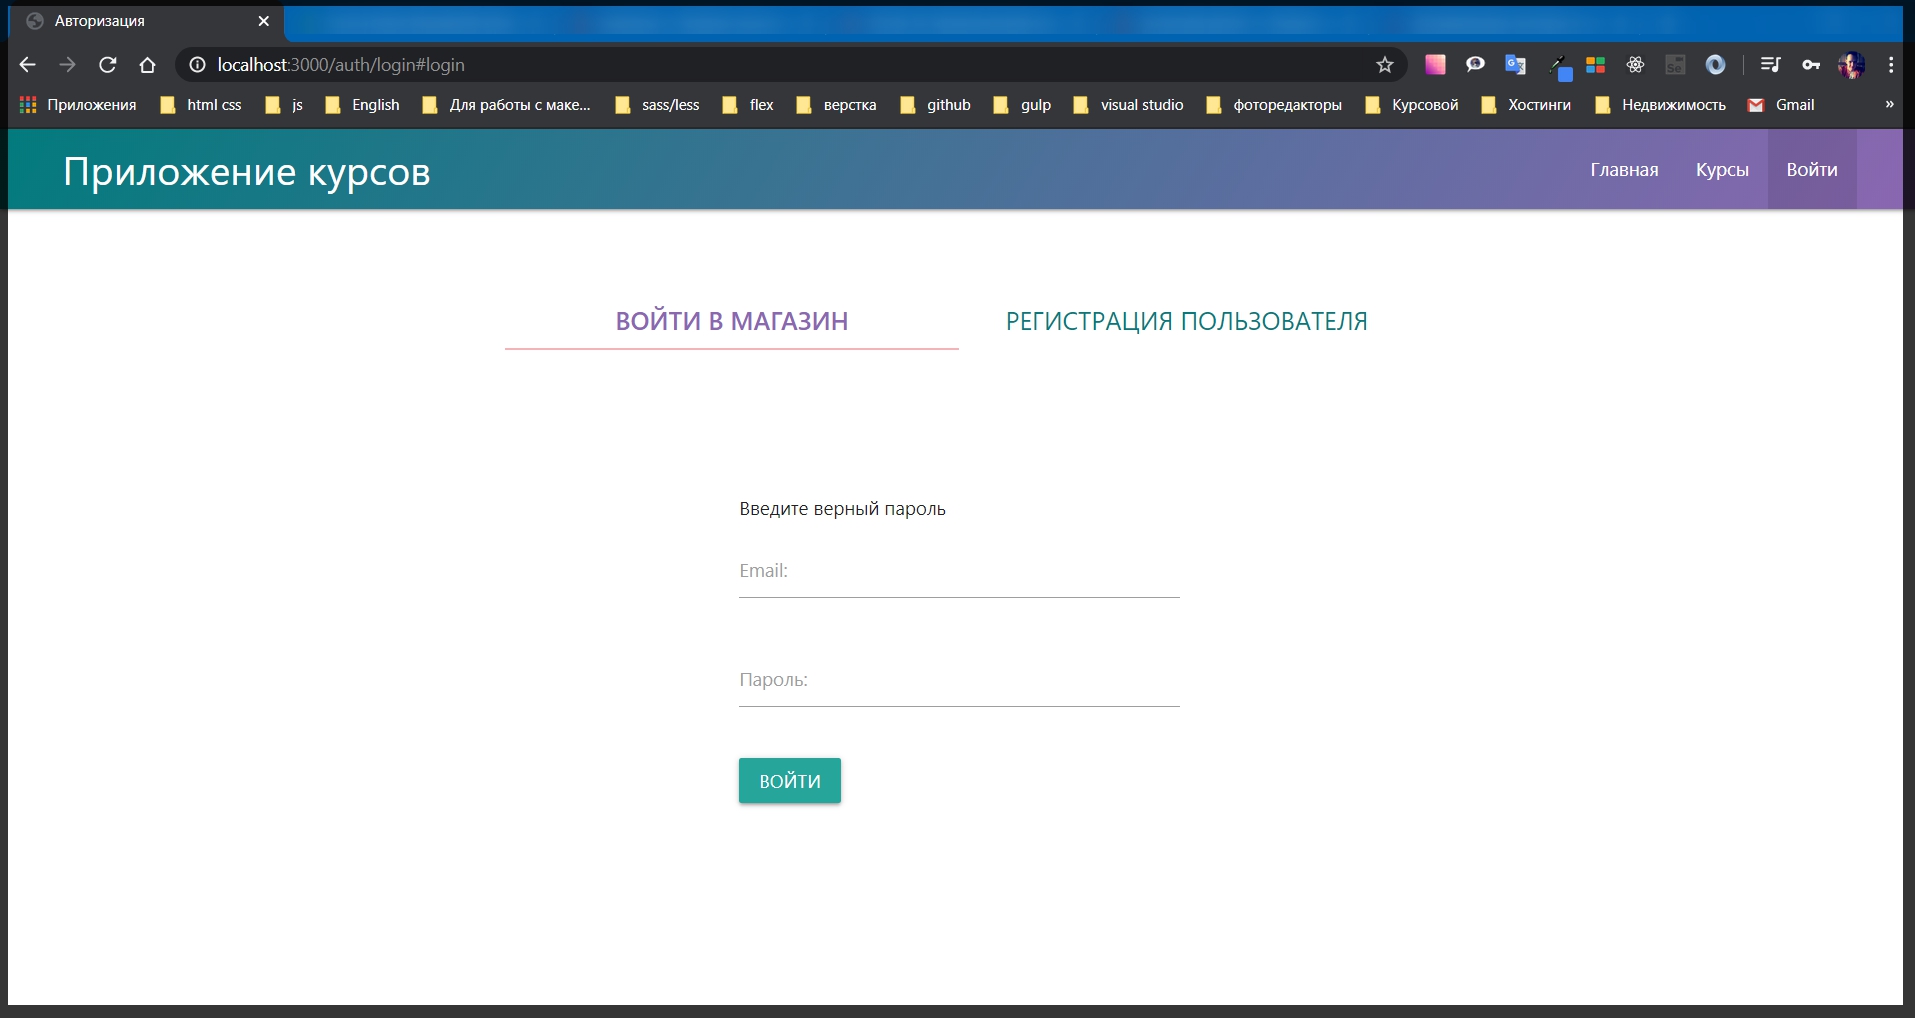 Авторизация
localhost:3000/auth/login#login
Приложения html css js English Для работы с маке... sass/less flex верстка github gulp visual studio фоторедакторы Курсовой Хостинги Недвижимость Gmail »
Приложение курсов Главная Курсы Войти
ВОЙТИ В МАГАЗИН РЕГИСТРАЦИЯ ПОЛЬЗОВАТЕЛЯ
Введите верный пароль
Email:
Пароль:
ВОЙТИ